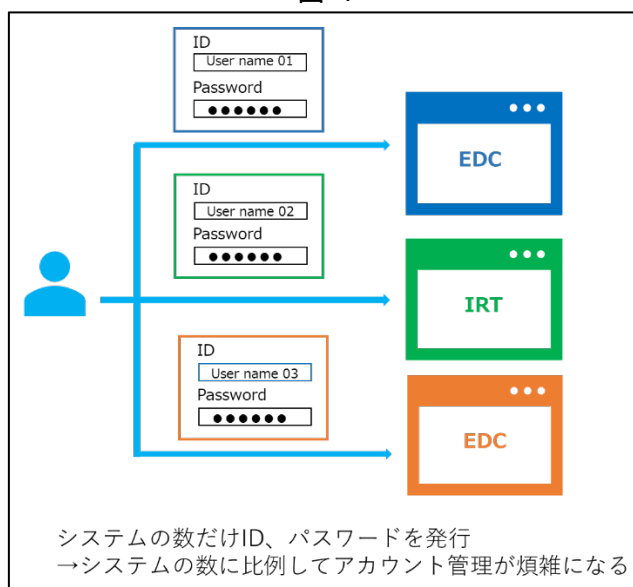 ID
User name 01
Password
●●●●●●
EDC
ID
User name 02
Password
●●●●●●
IRT
ID
User name 03
Password
●●●●●●
EDC
システムの数だけID、パスワードを発行
→システムの数に比例してアカウント管理が煩雑になる